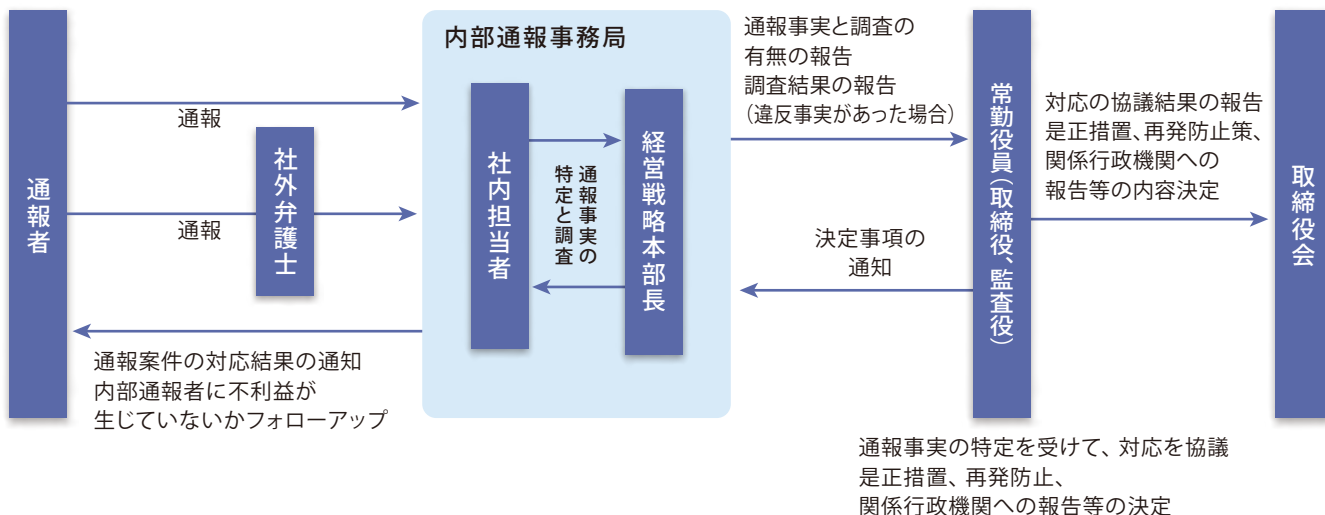 通報者
通報
社外弁護士
通報
通報案件の対応結果の通知
内部通報者に不利益が
生じていないかフォローアップ
内部通報事務局
社内担当者
通報事実の
特定と調査
経営戦略本部長
通報事実と調査の
有無の報告
調査結果の報告
（違反事実があった場合）
決定事項の
通知
常勤役員（取締役、監査役）
通報事実の特定を受けて、対応を協議
是正措置、再発防止、
関係行政機関への報告等の決定
対応の協議結果の報告
是正措置、再発防止策、
関係行政機関への
報告等の内容決定
取締役会